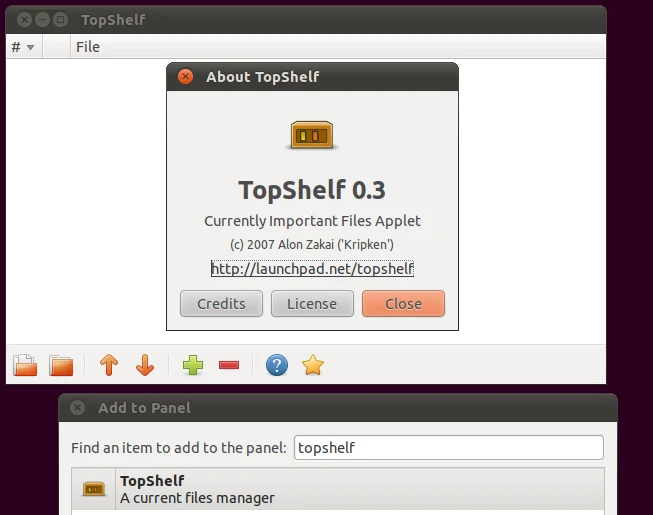 TopShelf
# File
About TopShelf
TopShelf 0.3
Currently Important Files Applet
(c) 2007 Alon Zakai ('Kripken')
http://launchpad.net/topshelf
Credits License Close
?
Add to Panel
Find an item to add to the panel: topshelf
TopShelf
A current files manager